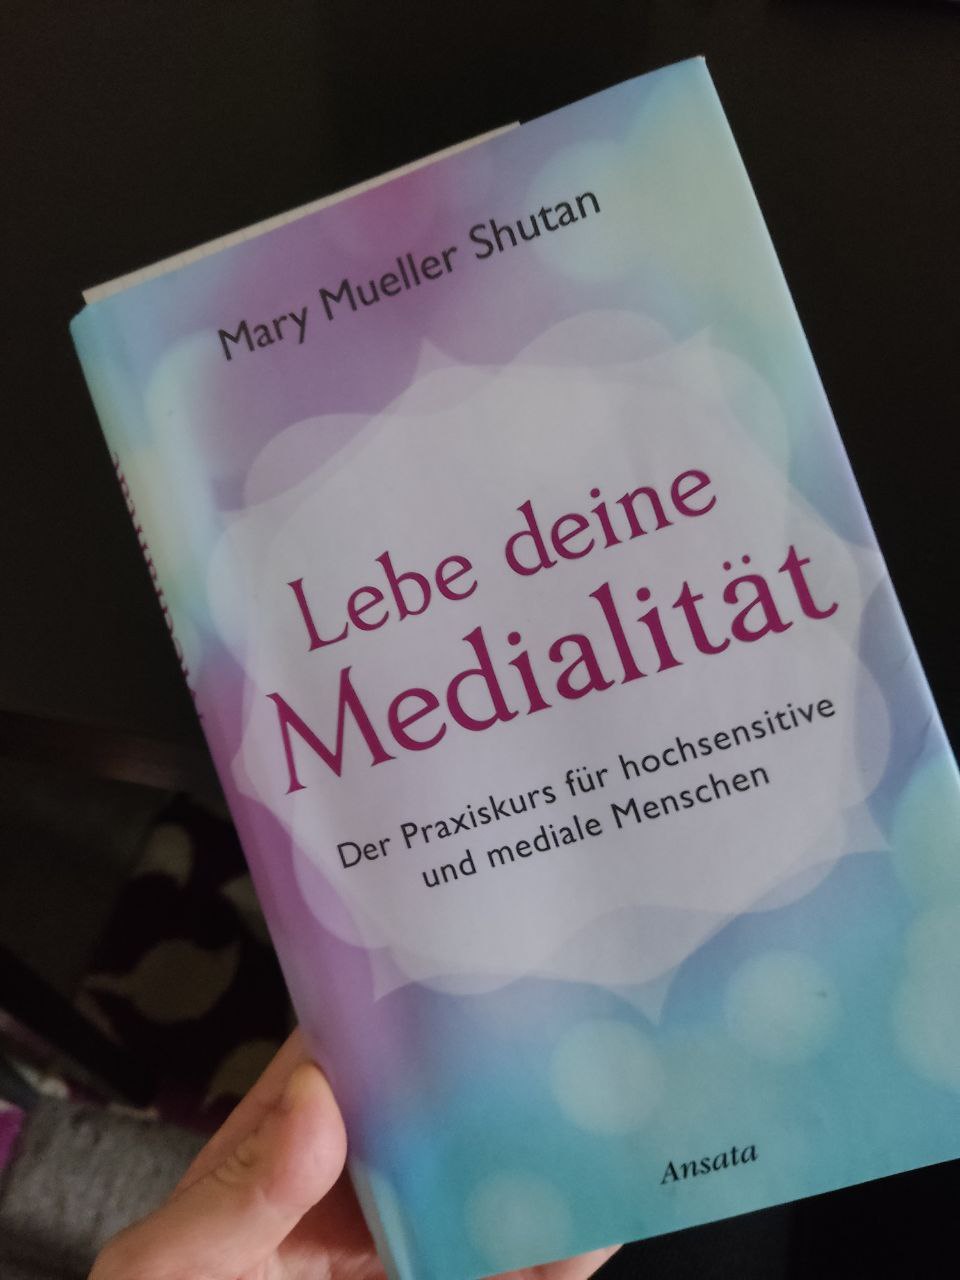 Mary Mueller Shutan
Lebe deine
Medialität
Der Praxiskurs für hochsensitive
und mediale Menschen
Ansata